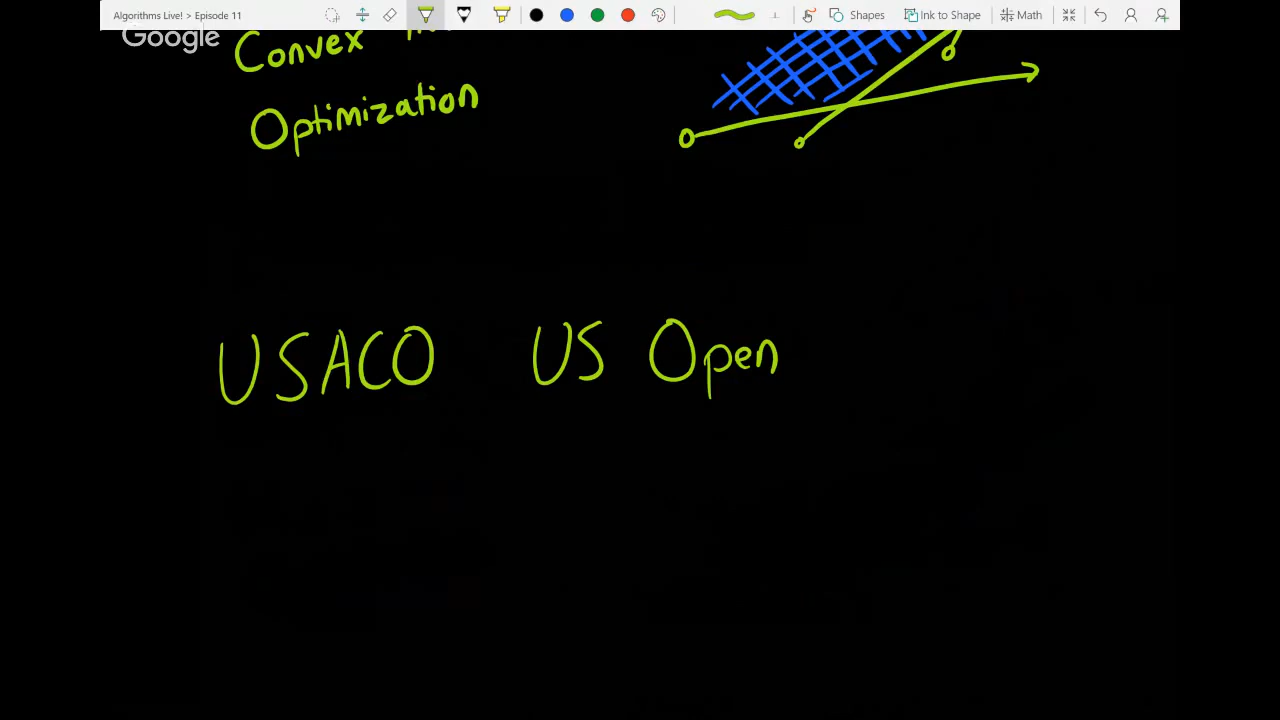 Algorithms Live! > Episode 11 Shapes Ink to Shape Math
Google
Convex
Optimization
USACO US Open